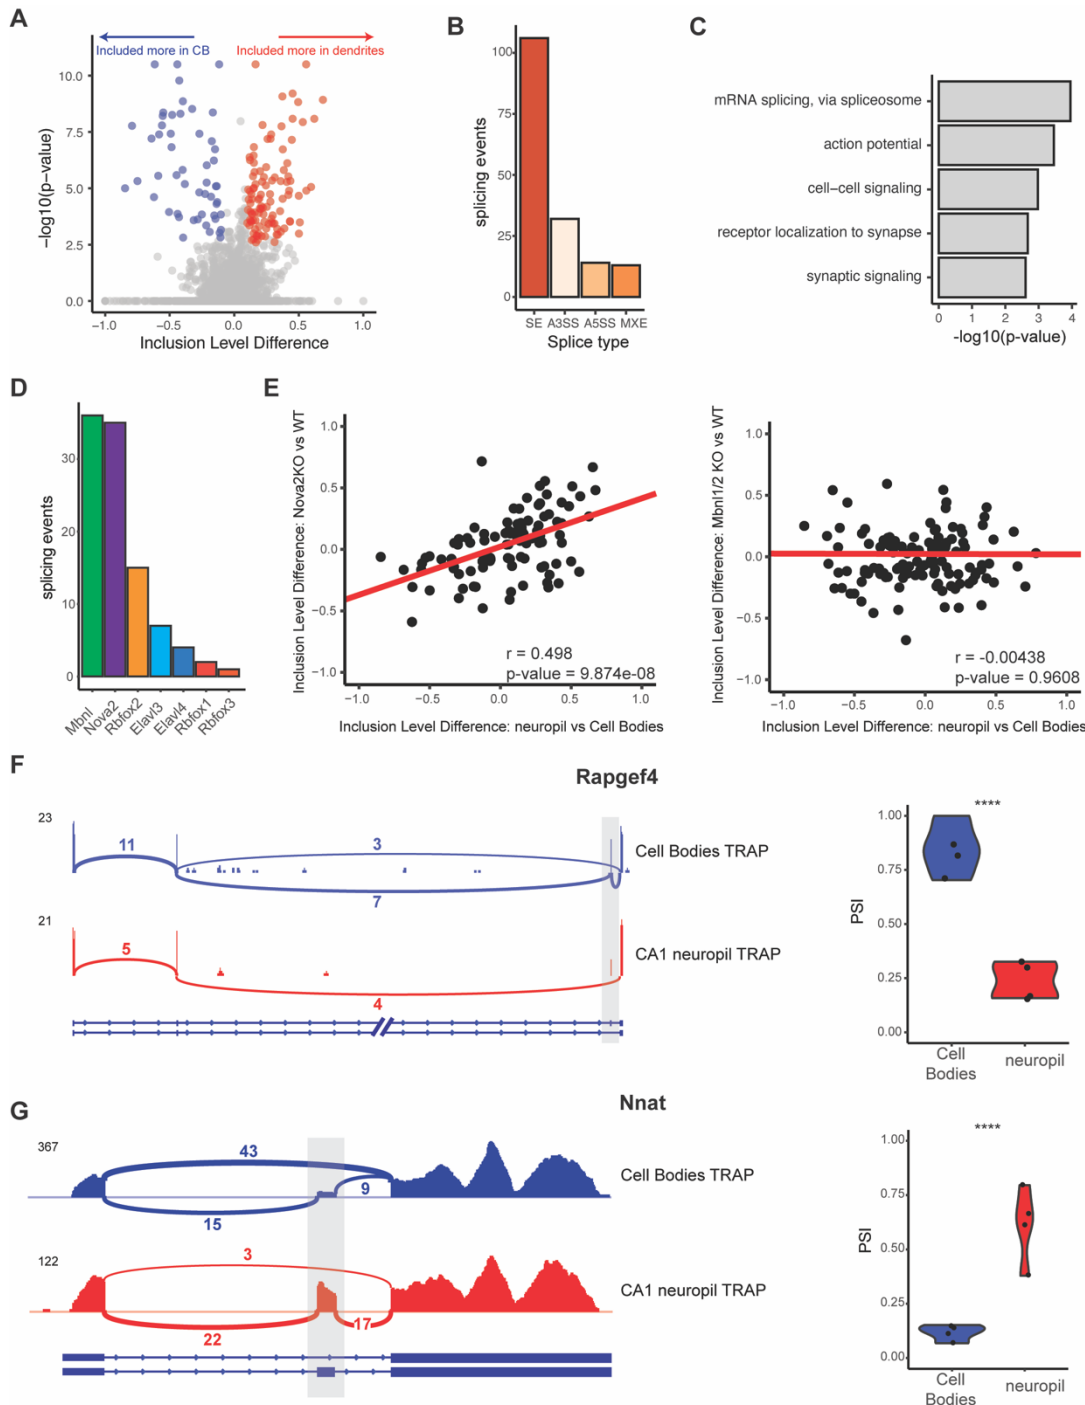 A
Included more in CB
Included more in dendrites
10.0
7.5
5.0
2.5
0.0
−log10(p−value)
−1.0
−0.5
0.0
0.5
1.0
Inclusion Level Difference
B
100
75
50
25
0
splicing events
SE
A3SS
A5SS
MXE
Splice type
C
mRNA splicing, via spliceosome
action potential
cell−cell signaling
receptor localization to synapse
synaptic signaling
0
1
2
3
4
-log10(p-value)
D
30
20
10
0
splicing events
Mbnl
Nova2
Rbfox2
Elavl3
Elavl4
Rbfox1
Rbfox3
E
Inclusion Level Difference: Nova2KO vs WT
1.0
0.5
0.0
−0.5
−1.0
r = 0.498
p-value = 9.874e-08
−1.0
−0.5
0.0
0.5
1.0
Inclusion Level Difference: neuropil vs Cell Bodies
Inclusion Level Difference: Mbnl1/2 KO vs WT
1.0
0.5
0.0
−0.5
−1.0
r = -0.00438
p-value = 0.9608
−1.0
−0.5
0.0
0.5
1.0
Inclusion Level Difference: neuropil vs Cell Bodies
F
Rapgef4
23
11
3
7
Cell Bodies TRAP
21
5
4
CA1 neuropil TRAP
****
1.00
0.75
0.50
0.25
0.00
PSI
Cell
Bodies
neuropil
G
Nnat
367
43
9
15
Cell Bodies TRAP
122
3
17
22
CA1 neuropil TRAP
****
1.00
0.75
0.50
0.25
0.00
PSI
Cell
Bodies
neuropil